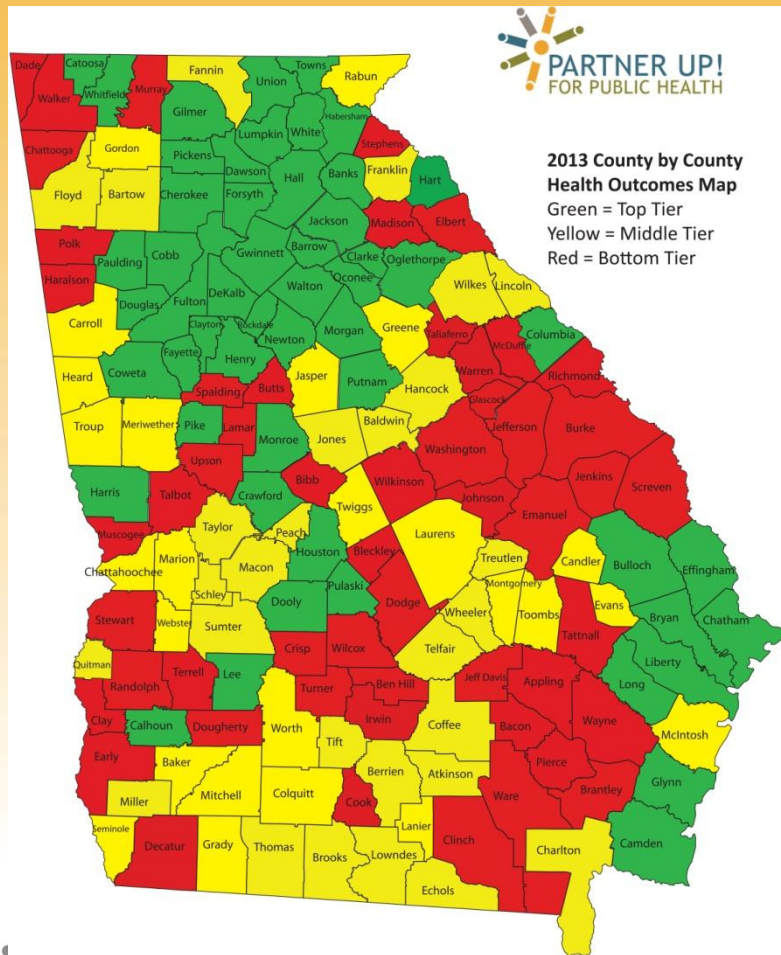 PARTNER UP!
FOR PUBLIC HEALTH
2013 County by County
Health Outcomes Map
Green = Top Tier
Yellow = Middle Tier
Red = Bottom Tier
Dade
Catoosa
Whitfield
Murray
Fannin
Union
Towns
Rabun
Walker
Gilmer
Lumpkin
White
Habersham
Stephens
Chattooga
Gordon
Pickens
Dawson
Hall
Banks
Franklin
Hart
Floyd
Bartow
Cherokee
Forsyth
Jackson
Madison
Elbert
Polk
Paulding
Cobb
Gwinnett
Barrow
Clarke
Oglethorpe
Oconee
Haralson
Douglas
Fulton
DeKalb
Walton
Wilkes
Lincoln
Carroll
Clayton
Rockdale
Newton
Morgan
Greene
Taliaferro
McDuffie
Columbia
Heard
Coweta
Fayette
Henry
Jasper
Putnam
Hancock
Warren
Richmond
Spalding
Butts
Glascock
Troup
Meriwether
Pike
Lamar
Monroe
Jones
Baldwin
Washington
Jefferson
Burke
Upson
Harris
Talbot
Crawford
Bibb
Wilkinson
Johnson
Jenkins
Screven
Muscogee
Taylor
Peach
Twiggs
Emanuel
Chattahoochee
Marion
Macon
Houston
Bleckley
Laurens
Treutlen
Candler
Bulloch
Effingham
Schley
Pulaski
Montgomery
Stewart
Webster
Sumter
Dooly
Dodge
Wheeler
Toombs
Evans
Bryan
Chatham
Telfair
Tattnall
Quitman
Randolph
Terrell
Lee
Crisp
Wilcox
Liberty
Long
Turner
Ben Hill
Jeff Davis
Appling
Wayne
Clay
Calhoun
Dougherty
Worth
Irwin
Coffee
Bacon
McIntosh
Early
Baker
Tift
Pierce
Miller
Mitchell
Colquitt
Berrien
Atkinson
Ware
Brantley
Glynn
Cook
Seminole
Decatur
Grady
Thomas
Brooks
Lowndes
Lanier
Clinch
Charlton
Camden
Echols